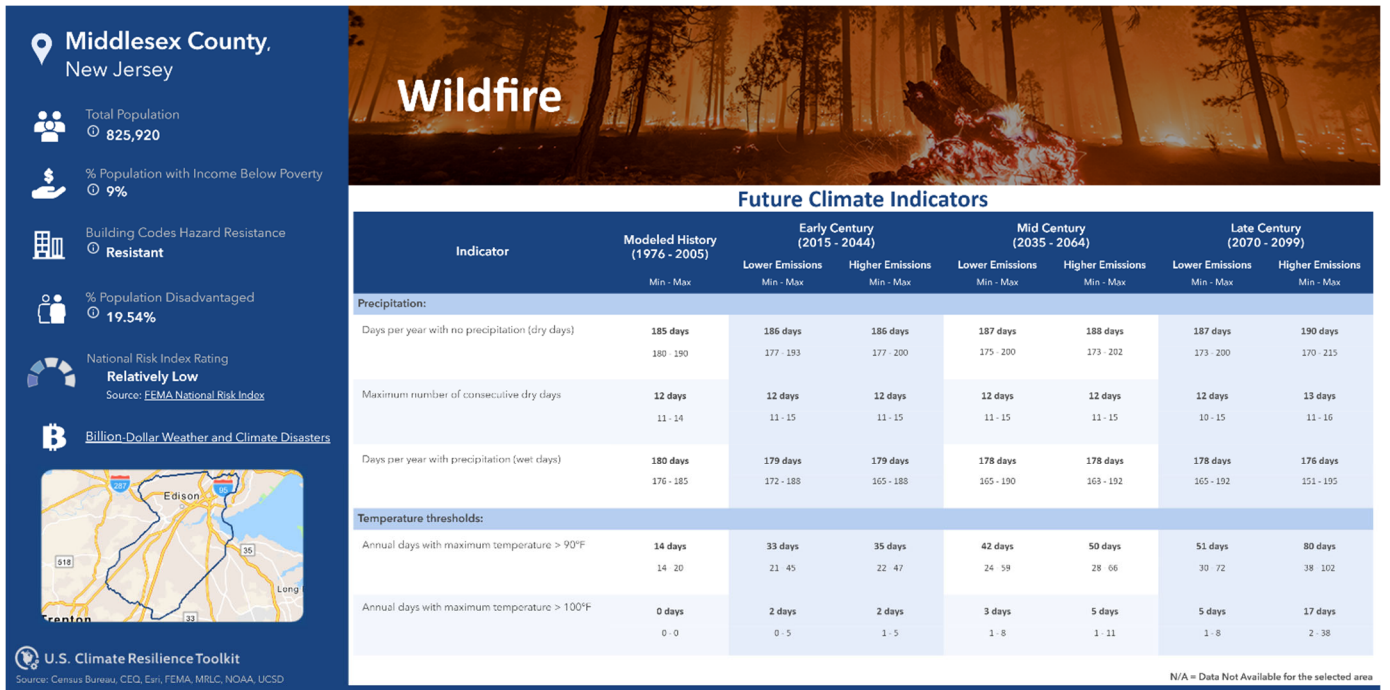 Middlesex County,
New Jersey
Total Population
825,920
% Population with Income Below Poverty
9%
Building Codes Hazard Resistance
Resistant
% Population Disadvantaged
19.54%
National Risk Index Rating
Relatively Low
Source: FEMA National Risk Index
Billion-Dollar Weather and Climate Disasters
287
95
Edison
35
518
Long
33
Trenton
U.S. Climate Resilience Toolkit
Source: Census Bureau, CEQ, Esri, FEMA, MRLC, NOAA, UCSD
Wildfire
Future Climate Indicators
Indicator
Modeled History
(1976 - 2005)
Min - Max
Early Century
(2015 - 2044)
Mid Century
(2035 - 2064)
Late Century
(2070 - 2099)
Lower Emissions Higher Emissions Lower Emissions Higher Emissions Lower Emissions Higher Emissions
Min - Max Min - Max Min - Max Min - Max Min - Max Min - Max
Precipitation:
Days per year with no precipitation (dry days) 185 days 186 days 186 days 187 days 188 days 187 days 190 days
180 - 190 177 - 193 177 - 200 175 - 200 173 - 202 173 - 200 170 - 215
Maximum number of consecutive dry days 12 days 12 days 12 days 12 days 12 days 12 days 13 days
11 - 14 11 - 15 11 - 15 11 - 15 11 - 15 10 - 15 11 - 16
Days per year with precipitation (wet days) 180 days 179 days 179 days 178 days 178 days 178 days 176 days
176 - 185 172 - 188 165 - 188 165 - 190 163 - 192 165 - 192 151 - 195
Temperature thresholds:
Annual days with maximum temperature > 90°F 14 days 33 days 35 days 42 days 50 days 51 days 80 days
14 - 20 21 - 45 22 - 47 24 - 59 28 - 66 30 - 72 38 - 102
Annual days with maximum temperature > 100°F 0 days 2 days 2 days 3 days 5 days 5 days 17 days
0 - 0 0 - 5 1 - 5 1 - 8 1 - 11 1 - 8 2 - 38
N/A = Data Not Available for the selected area